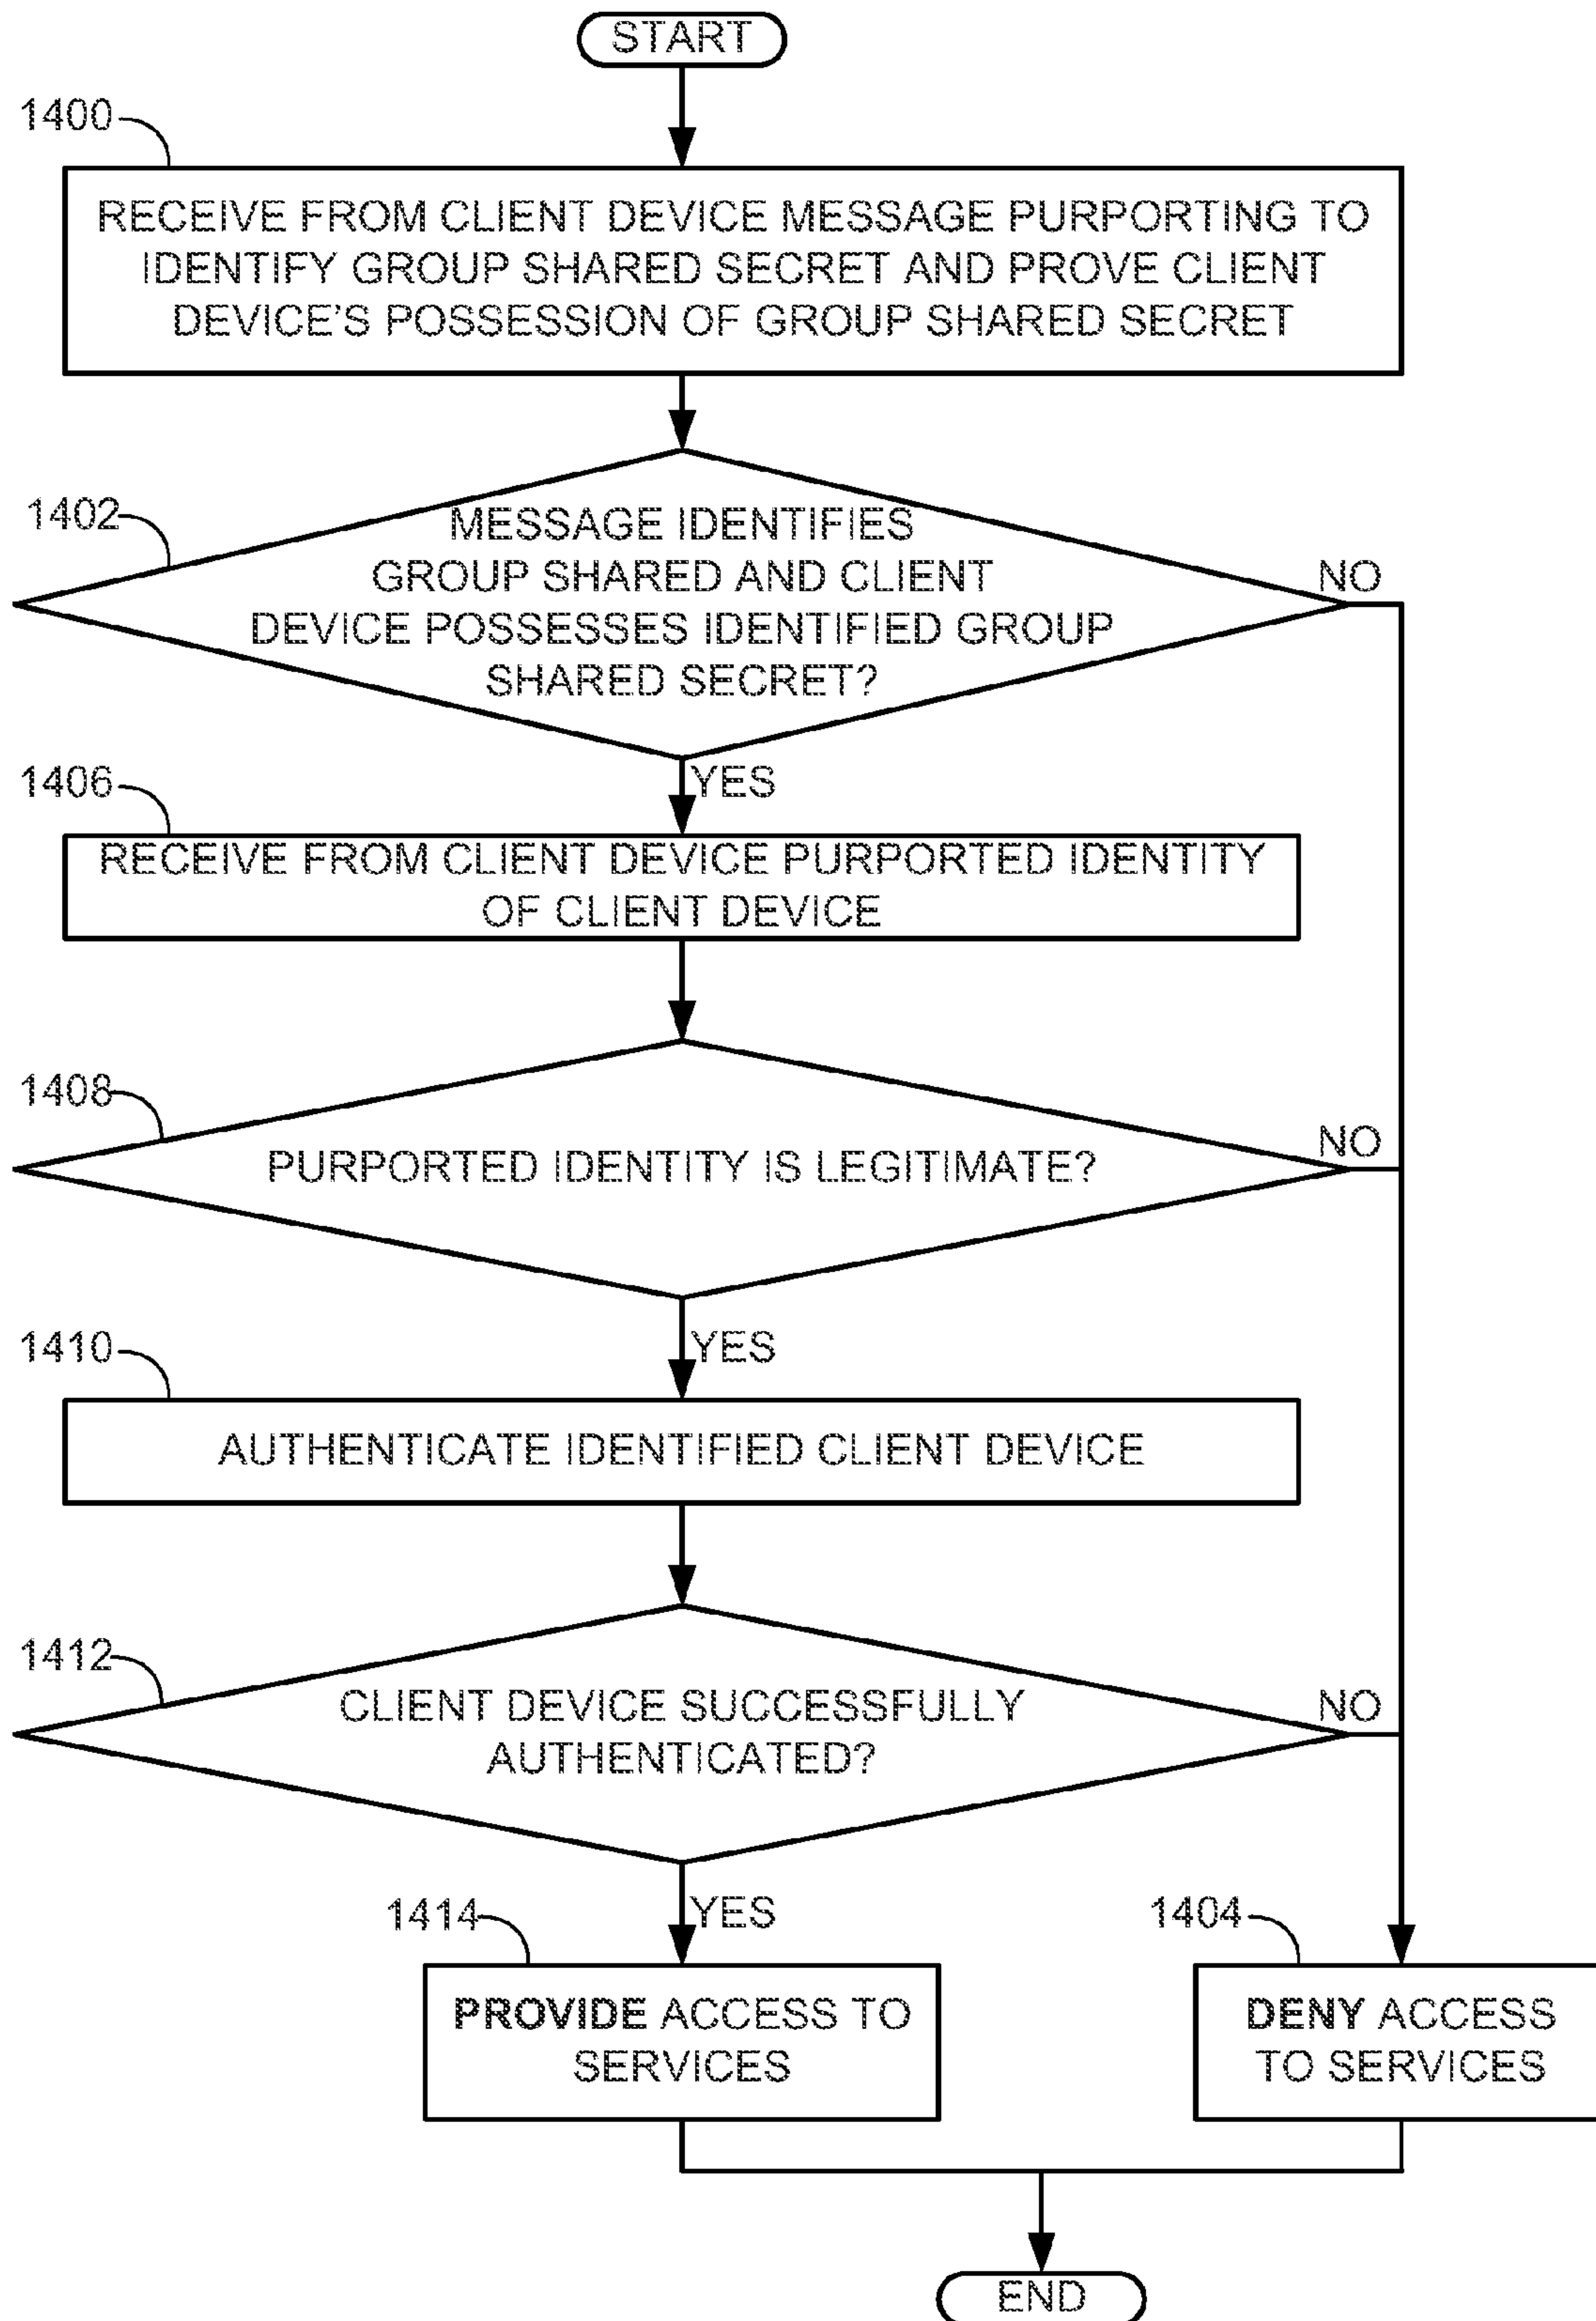 START
1400
RECEIVE FROM CLIENT DEVICE MESSAGE PURPORTING TO
IDENTIFY GROUP SHARED SECRET AND PROVE CLIENT
DEVICE'S POSSESSION OF GROUP SHARED SECRET
1402
MESSAGE IDENTIFIES
GROUP SHARED AND CLIENT
DEVICE POSSESSES IDENTIFIED GROUP
SHARED SECRET?
NO
YES
1406
RECEIVE FROM CLIENT DEVICE PURPORTED IDENTITY
OF CLIENT DEVICE
1408
PURPORTED IDENTITY IS LEGITIMATE?
NO
YES
1410
AUTHENTICATE IDENTIFIED CLIENT DEVICE
1412
CLIENT DEVICE SUCCESSFULLY
AUTHENTICATED?
NO
YES
1414
PROVIDE ACCESS TO
SERVICES
1404
DENY ACCESS
TO SERVICES
END